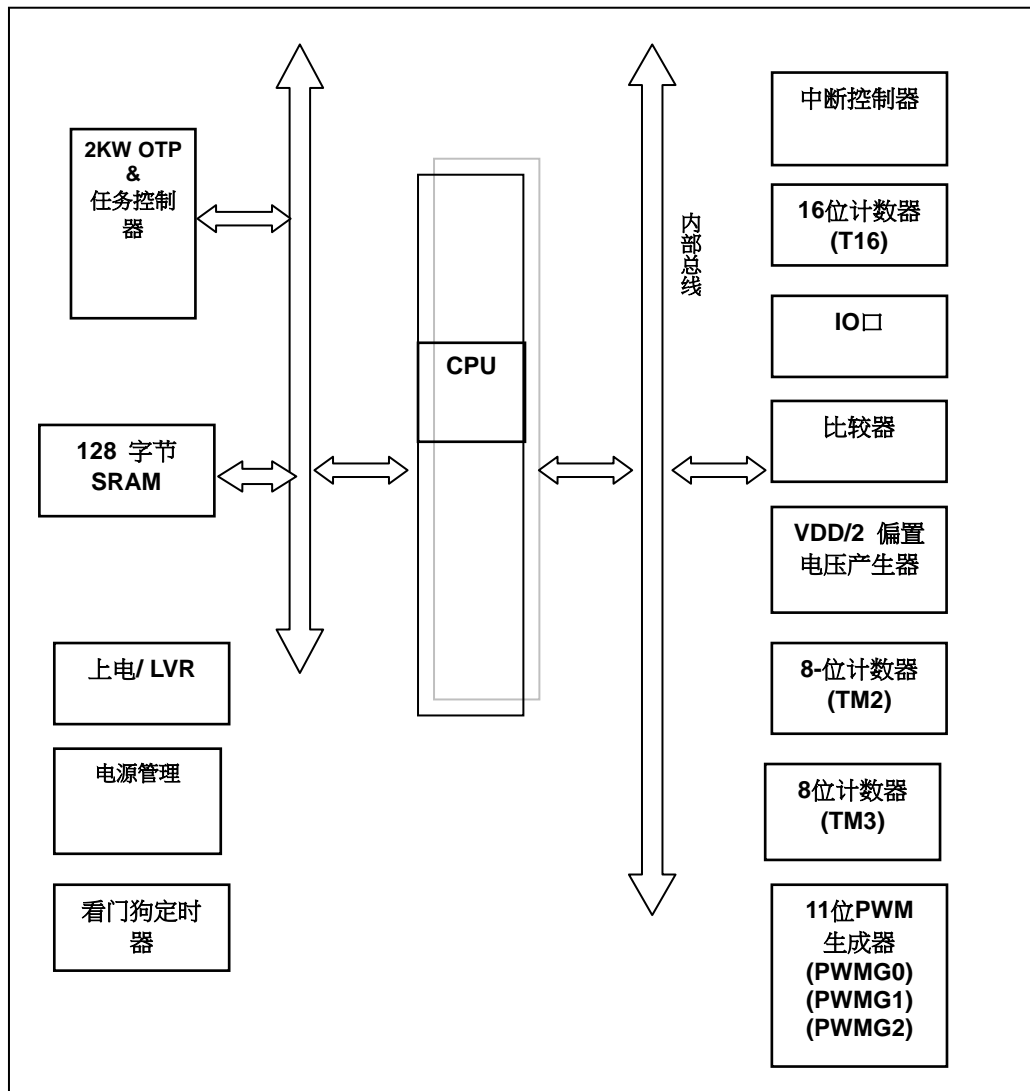 2KW OTP
&
任务控制
器
128 字节
SRAM
上电/ LVR
电源管理
看门狗定时
器
CPU
内部总线
中断控制器
16位计数器
(T16)
IO口
比较器
VDD/2 偏置
电压产生器
8-位计数器
(TM2)
8位计数器
(TM3)
11位PWM
生成器
(PWMG0)
(PWMG1)
(PWMG2)